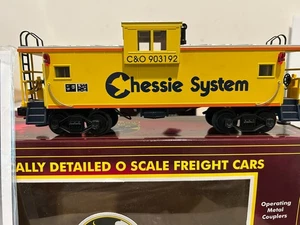 C&O 903192
Chessie System
ALLY DETAILED O SCALE FREIGHT CARS
Operating
Metal
Couplers